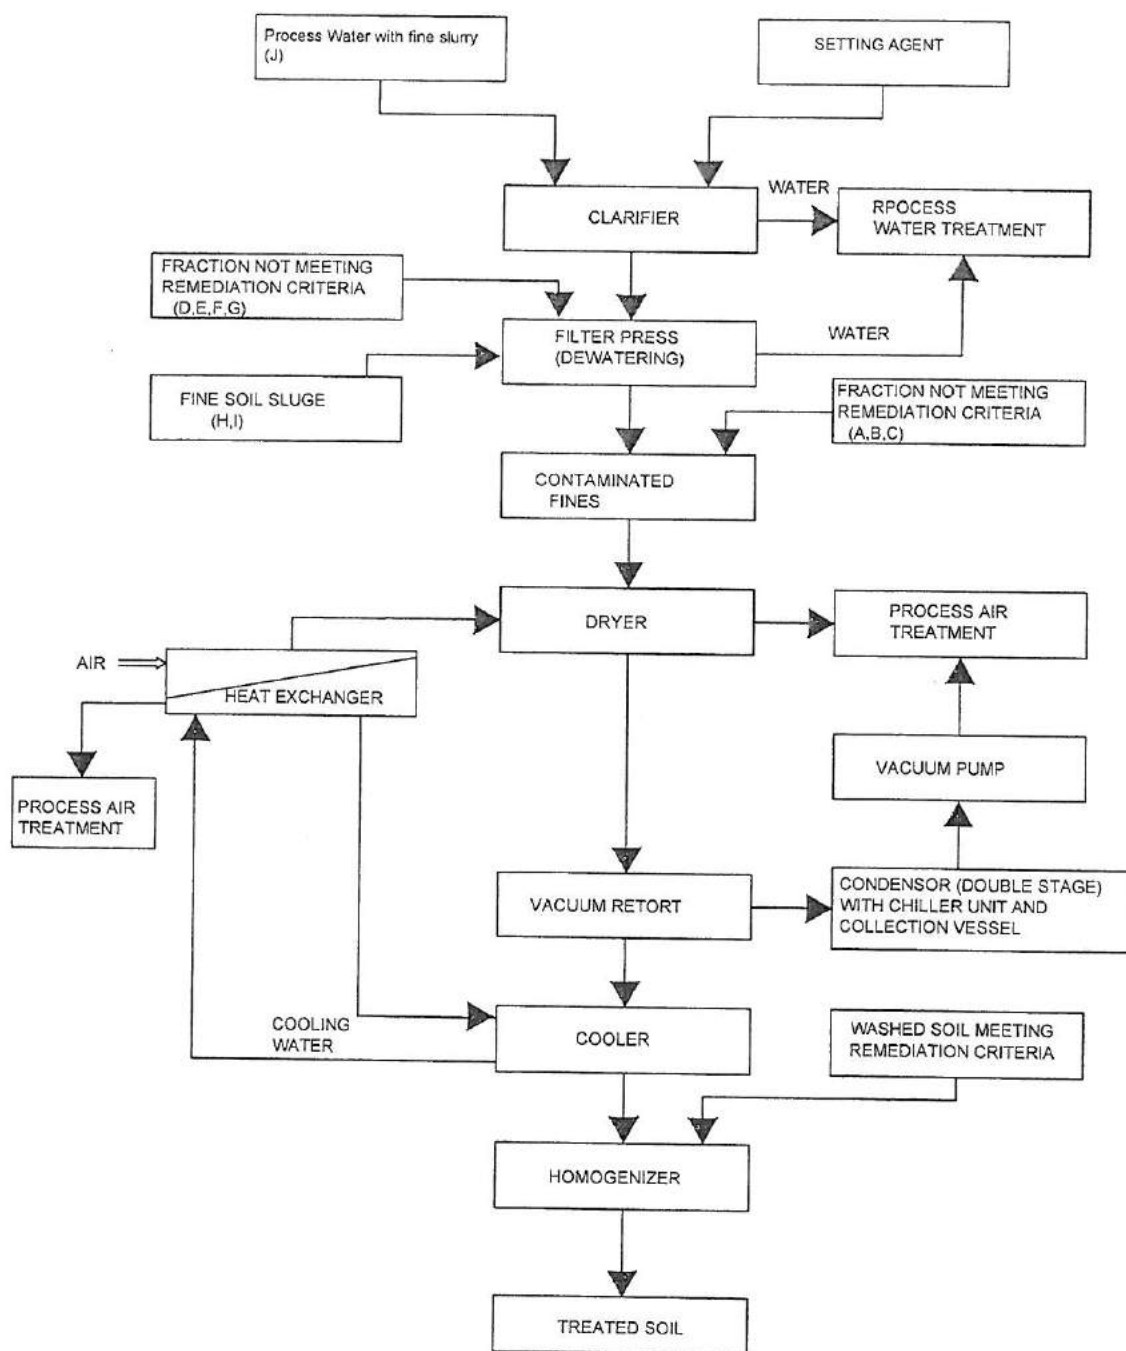 Process Water with fine slurry
(J)
SETTING AGENT
WATER
CLARIFIER
RPOCESS
WATER TREATMENT
FRACTION NOT MEETING
REMEDIATION CRITERIA
(D,E,F,G)
FILTER PRESS
(DEWATERING)
WATER
FINE SOIL SLUGE
(H,I)
FRACTION NOT MEETING
REMEDIATION CRITERIA
(A,B,C)
CONTAMINATED
FINES
DRYER
PROCESS AIR
TREATMENT
AIR
HEAT EXCHANGER
VACUUM PUMP
PROCESS AIR
TREATMENT
VACUUM RETORT
CONDENSOR (DOUBLE STAGE)
WITH CHILLER UNIT AND
COLLECTION VESSEL
COOLING
WATER
COOLER
WASHED SOIL MEETING
REMEDIATION CRITERIA
HOMOGENIZER
TREATED SOIL